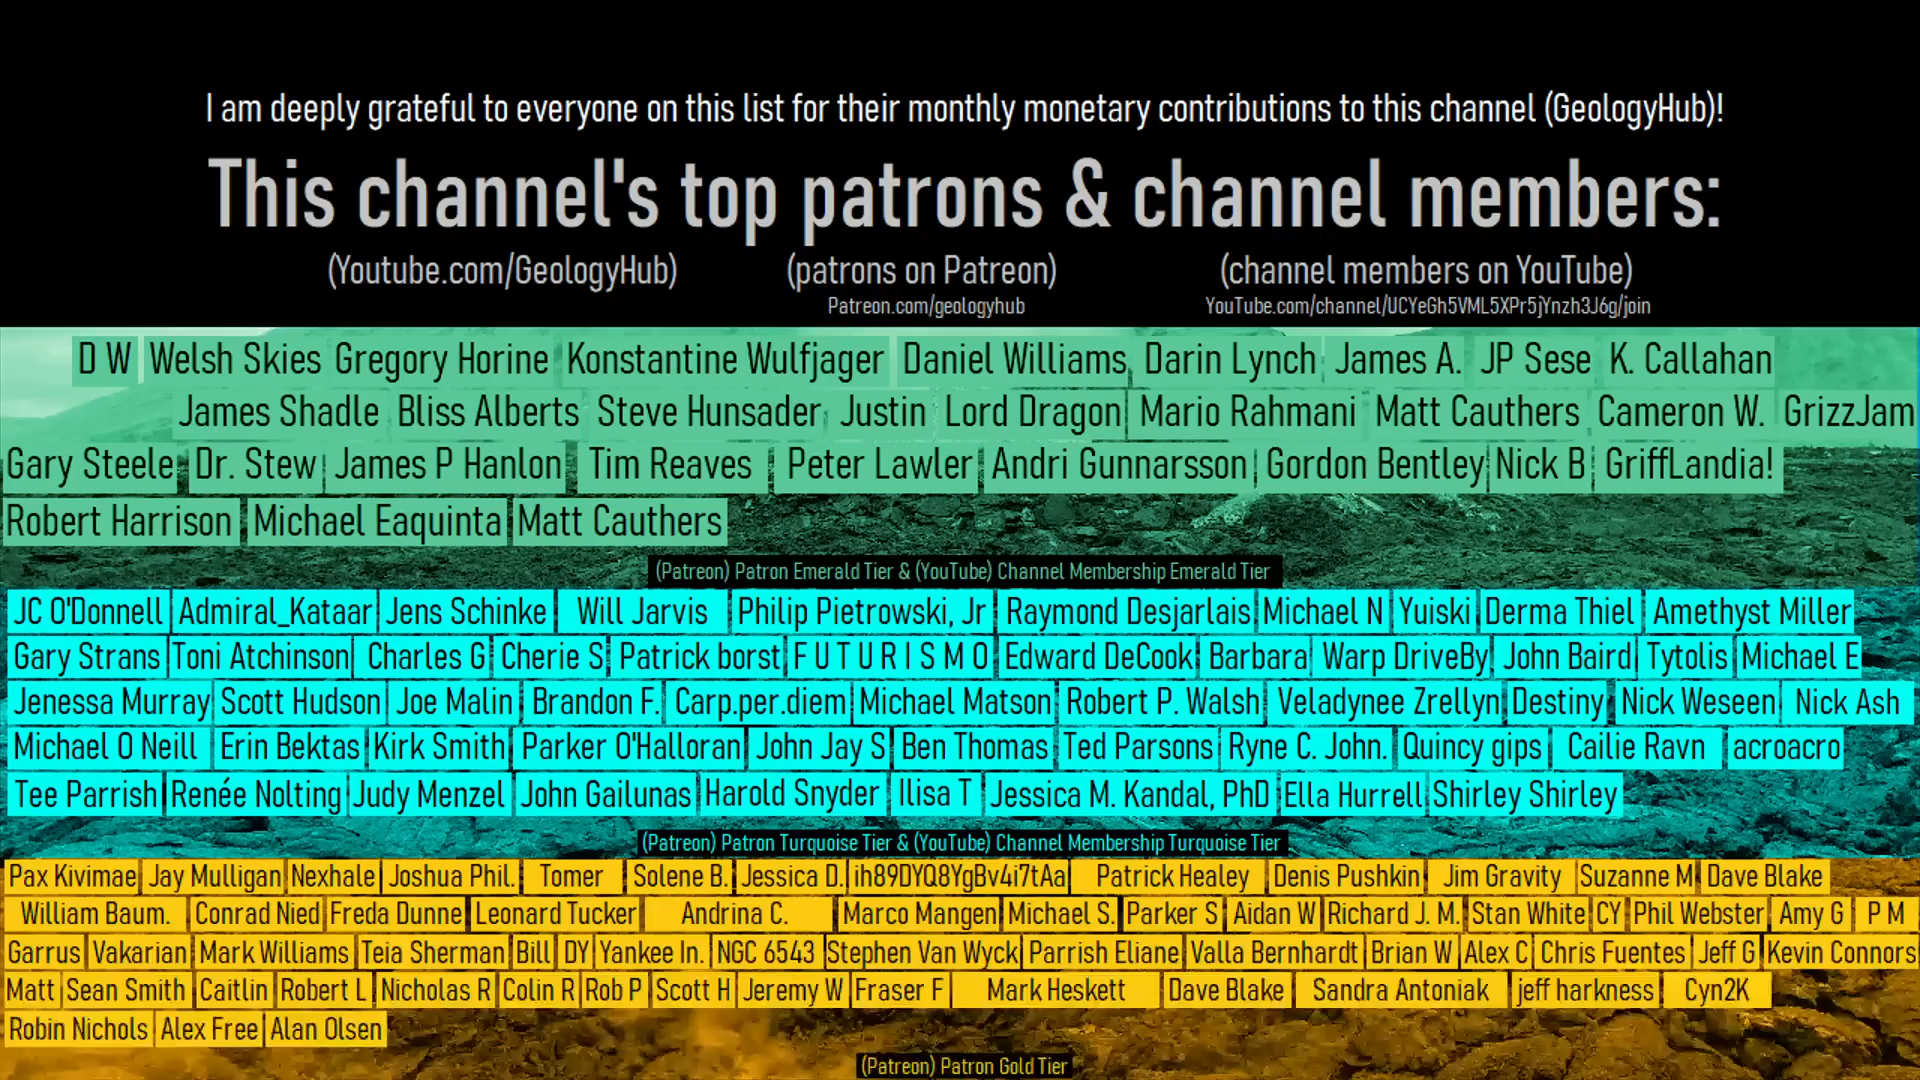 I am deeply grateful to everyone on this list for their monthly monetary contributions to this channel (GeologyHub)!
This channel's top patrons & channel members:
(Youtube.com/GeologyHub) (patrons on Patreon) (channel members on YouTube)
Patreon.com/geologyhub YouTube.com/channel/UCYeGh5VML5XPr5jYnzh3J6g/join
D W Welsh Skies Gregory Horine Konstantine Wulfjager Daniel Williams Darin Lynch James A. JP Sese K. Callahan
James Shadle Bliss Alberts Steve Hunsader Justin Lord Dragon Mario Rahmani Matt Cauthers Cameron W. GrizzJam
Gary Steele Dr. Stew James P Hanlon Tim Reaves Peter Lawler Andri Gunnarsson Gordon Bentley Nick B GriffLandia!
Robert Harrison Michael Eaquinta Matt Cauthers
(Patreon) Patron Emerald Tier & (YouTube) Channel Membership Emerald Tier
JC O'Donnell Admiral_Kataar Jens Schinke Will Jarvis Philip Pietrowski, Jr Raymond Desjarlais Michael N Yuiski Derma Thiel Amethyst Miller
Gary Strans Toni Atchinson Charles G Cherie S Patrick borst F U T U R I S M O Edward DeCook Barbara Warp DriveBy John Baird Tytolis Michael E
Jenessa Murray Scott Hudson Joe Malin Brandon F. Carp.per.diem Michael Matson Robert P. Walsh Veladynee Zrellyn Destiny Nick Weseen Nick Ash
Michael O Neill Erin Bektas Kirk Smith Parker O'Halloran John Jay S Ben Thomas Ted Parsons Ryne C. John. Quincy gips Cailie Ravn acroacro
Tee Parrish Renée Nolting Judy Menzel John Gailunas Harold Snyder Ilisa T Jessica M. Kandal, PhD Ella Hurrell Shirley Shirley
(Patreon) Patron Turquoise Tier & (YouTube) Channel Membership Turquoise Tier
Pax Kivimae Jay Mulligan Nexhale Joshua Phil. Tomer Solene B. Jessica D. ih89DYQ8YgBv4i7tAa Patrick Healey Denis Pushkin Jim Gravity Suzanne M Dave Blake
William Baum. Conrad Nied Freda Dunne Leonard Tucker Andrina C. Marco Mangen Michael S. Parker S Aidan W Richard J. M. Stan White CY Phil Webster Amy G P M
Garrus Vakarian Mark Williams Teia Sherman Bill DY Yankee In. NGC 6543 Stephen Van Wyck Parrish Eliane Valla Bernhardt Brian W Alex C Chris Fuentes Jeff G Kevin Connors
Matt Sean Smith Caitlin Robert L Nicholas R Colin R Rob P Scott H Jeremy W Fraser F Mark Heskett Dave Blake Sandra Antoniak jeff harkness Cyn2K
Robin Nichols Alex Free Alan Olsen
(Patreon) Patron Gold Tier